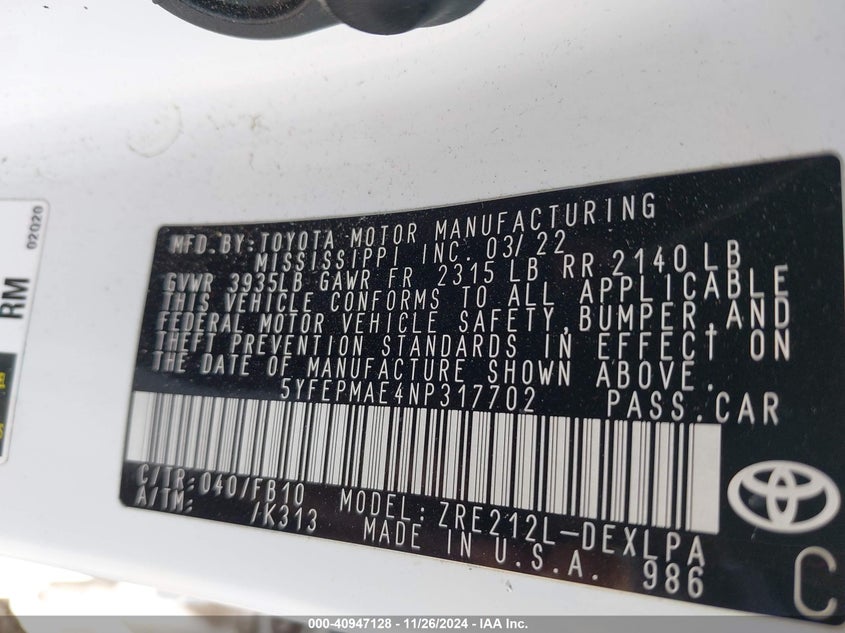 MFD. BY: TOYOTA MOTOR MANUFACTURING
MISSISSIPPI INC. 03/22
GVWR 3935LB GAWR FR 2315LB RR 2140LB
THIS VEHICLE CONFORMS TO ALL APPLICABLE
FEDERAL MOTOR VEHICLE SAFETY, BUMPER, AND
THEFT PREVENTION STANDARDS IN EFFECT ON
THE DATE OF MANUFACTURE SHOWN ABOVE.
5YFEPMAE4NP317702 PASS. CAR
C/TR: 040/FB10 MODEL: ZRE212L-DEXLPA
A/TM: /K313 MADE IN U.S.A. 986
C
RM
02020
000-40947128 - 11/26/2024 - IAA Inc.